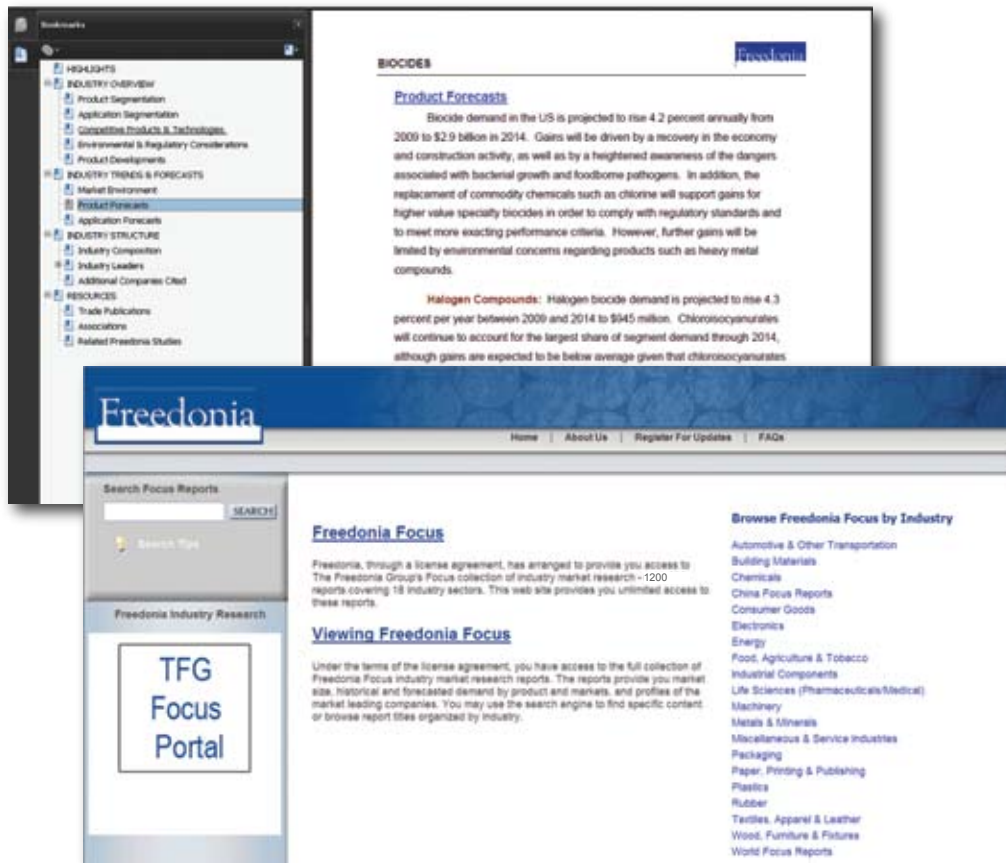 Bookmarks
HIGHLIGHTS
INDUSTRY OVERVIEW
Product Segmentation
Application Segmentation
Competitive Products & Technologies
Environmental & Regulatory Considerations
Product Developments
INDUSTRY TRENDS & FORECASTS
Market Environment
Product Forecasts
Application Forecasts
INDUSTRY STRUCTURE
Industry Composition
Industry Leaders
Additional Companies Cited
RESOURCES
Trade Publications
Associations
Related Freedonia Studies
BIOCIDES
Freedonia
Product Forecasts
Biocide demand in the US is projected to rise 4.2 percent annually from
2009 to $2.9 billion in 2014. Gains will be driven by a recovery in the economy
and construction activity, as well as by a heightened awareness of the dangers
associated with bacterial growth and foodborne pathogens. In addition, the
replacement of commodity chemicals such as chlorine will support gains for
higher value specialty biocides in order to comply with regulatory standards and
to meet more exacting performance criteria. However, further gains will be
limited by environmental concerns regarding products such as heavy metal
compounds.
Halogen Compounds: Halogen biocide demand is projected to rise 4.3
percent per year between 2009 and 2014 to $945 million. Chloroisocyanurates
will continue to account for the largest share of segment demand through 2014,
although gains are expected to be below average given that chloroisocyanurates
Freedonia
Home | About Us | Register For Updates | FAQs
Search Focus Reports
SEARCH
Search Tips
Freedonia Industry Research
TFG
Focus
Portal
Freedonia Focus
Freedonia, through a license agreement, has arranged to provide you access to
The Freedonia Group's Focus collection of industry market research - 1200
reports covering 18 industry sectors. This web site provides you unlimited access to
these reports.
Viewing Freedonia Focus
Under the terms of the license agreement, you have access to the full collection of
Freedonia Focus industry market research reports. The reports provide you market
size, historical and forecasted demand by product and markets, and profiles of the
market leading companies. You may use the search engine to find specific content
or browse report titles organized by industry.
Browse Freedonia Focus by Industry
Automotive & Other Transportation
Building Materials
Chemicals
China Focus Reports
Consumer Goods
Electronics
Energy
Food, Agriculture & Tobacco
Industrial Components
Life Sciences (Pharmaceuticals/Medical)
Machinery
Metals & Minerals
Miscellaneous & Service Industries
Packaging
Paper, Printing & Publishing
Plastics
Rubber
Textiles, Apparel & Leather
Wood, Furniture & Fixtures
World Focus Reports